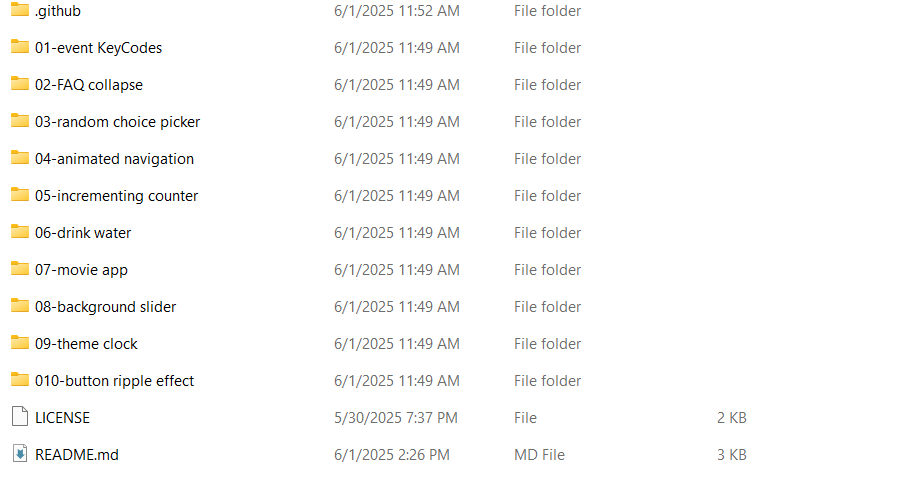 .github 6/1/2025 11:52 AM File folder
01-event KeyCodes 6/1/2025 11:49 AM File folder
02-FAQ collapse 6/1/2025 11:49 AM File folder
03-random choice picker 6/1/2025 11:49 AM File folder
04-animated navigation 6/1/2025 11:49 AM File folder
05-incrementing counter 6/1/2025 11:49 AM File folder
06-drink water 6/1/2025 11:49 AM File folder
07-movie app 6/1/2025 11:49 AM File folder
08-background slider 6/1/2025 11:49 AM File folder
09-theme clock 6/1/2025 11:49 AM File folder
010-button ripple effect 6/1/2025 11:49 AM File folder
LICENSE 5/30/2025 7:37 PM File 2 KB
README.md 6/1/2025 2:26 PM MD File 3 KB